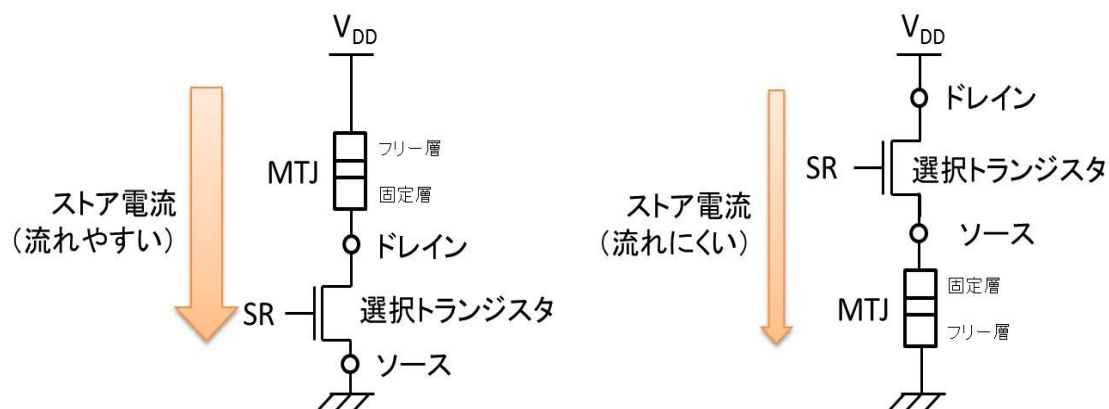 V_DD
フリー層
MTJ
固定層
ストア電流
（流れやすい）
ドレイン
SR
選択トランジスタ
ソース
V_DD
ドレイン
SR
選択トランジスタ
ストア電流
（流れにくい）
ソース
固定層
MTJ
フリー層